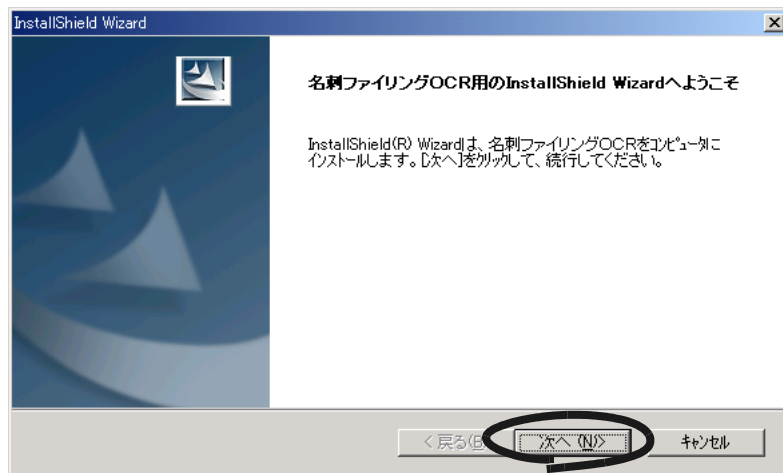 InstallShield Wizard
名刺ファイリングOCR用のInstallShield Wizardへようこそ
InstallShield(R) Wizardは、名刺ファイリングOCRをｺﾝﾋﾟｭｰﾀに
ｲﾝｽﾄｰﾙします。[次へ]をｸﾘｯｸして、続行してください。
< 戻る(B
次へ (N)>
ｷｬﾝｾﾙ